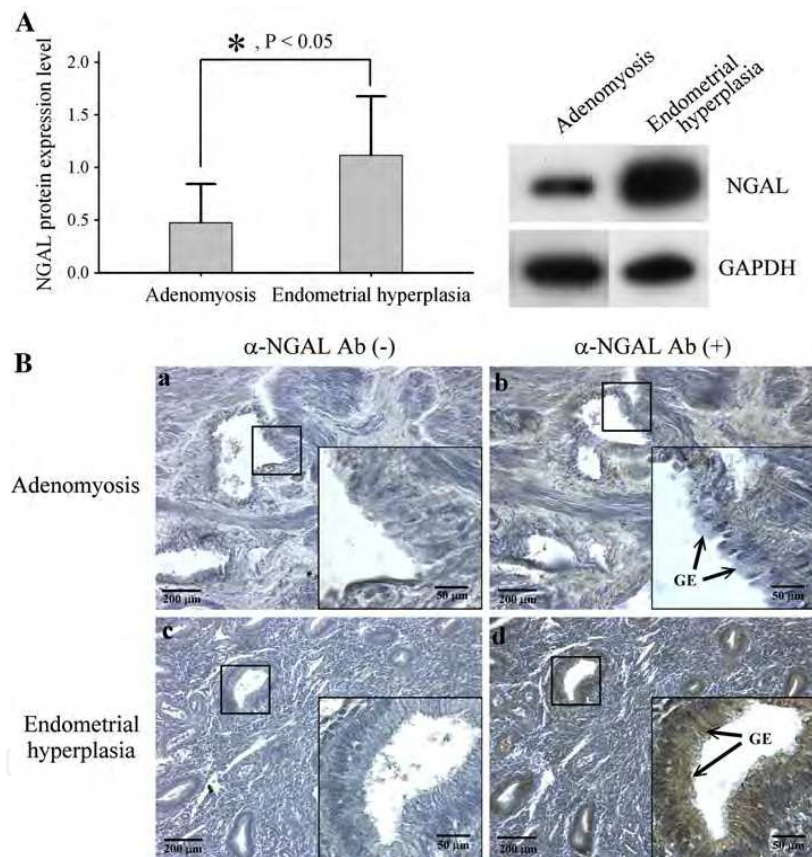 A
*, P < 0.05
NGAL protein expression level
2.0
1.5
1.0
0.5
0.0
Adenomyosis
Endometrial hyperplasia
Adenomyosis
Endometrial
hyperplasia
NGAL
GAPDH
B
α-NGAL Ab (-)
α-NGAL Ab (+)
Adenomyosis
a
200 μm
50 μm
b
GE
200 μm
50 μm
Endometrial
hyperplasia
c
200 μm
50 μm
d
GE
200 μm
50 μm